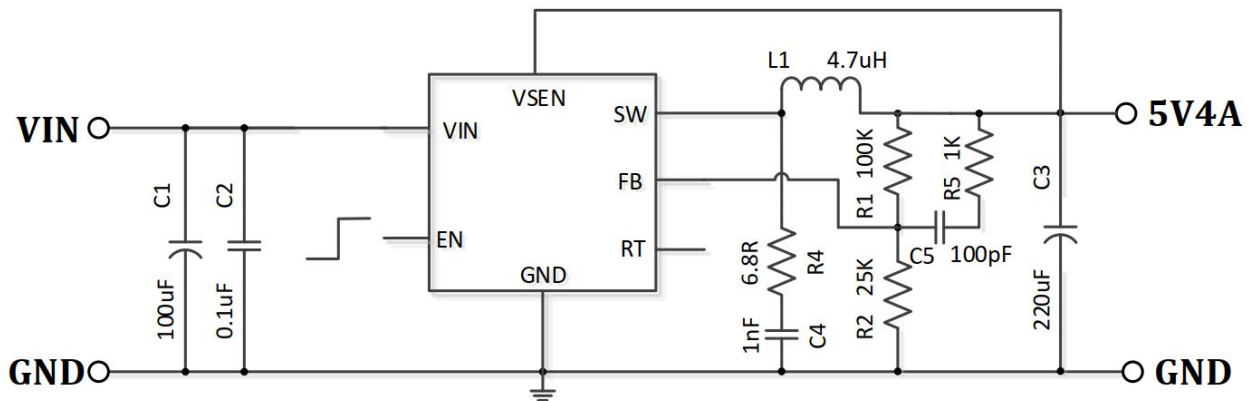 L1
4.7uH
VSEN
VIN
VIN
SW
5V4A
C1
C2
FB
R1
100K
R5
1K
C3
EN
RT
C5
100pF
100uF
0.1uF
GND
6.8R
R4
R2
25K
220uF
1nF
C4
GND
GND